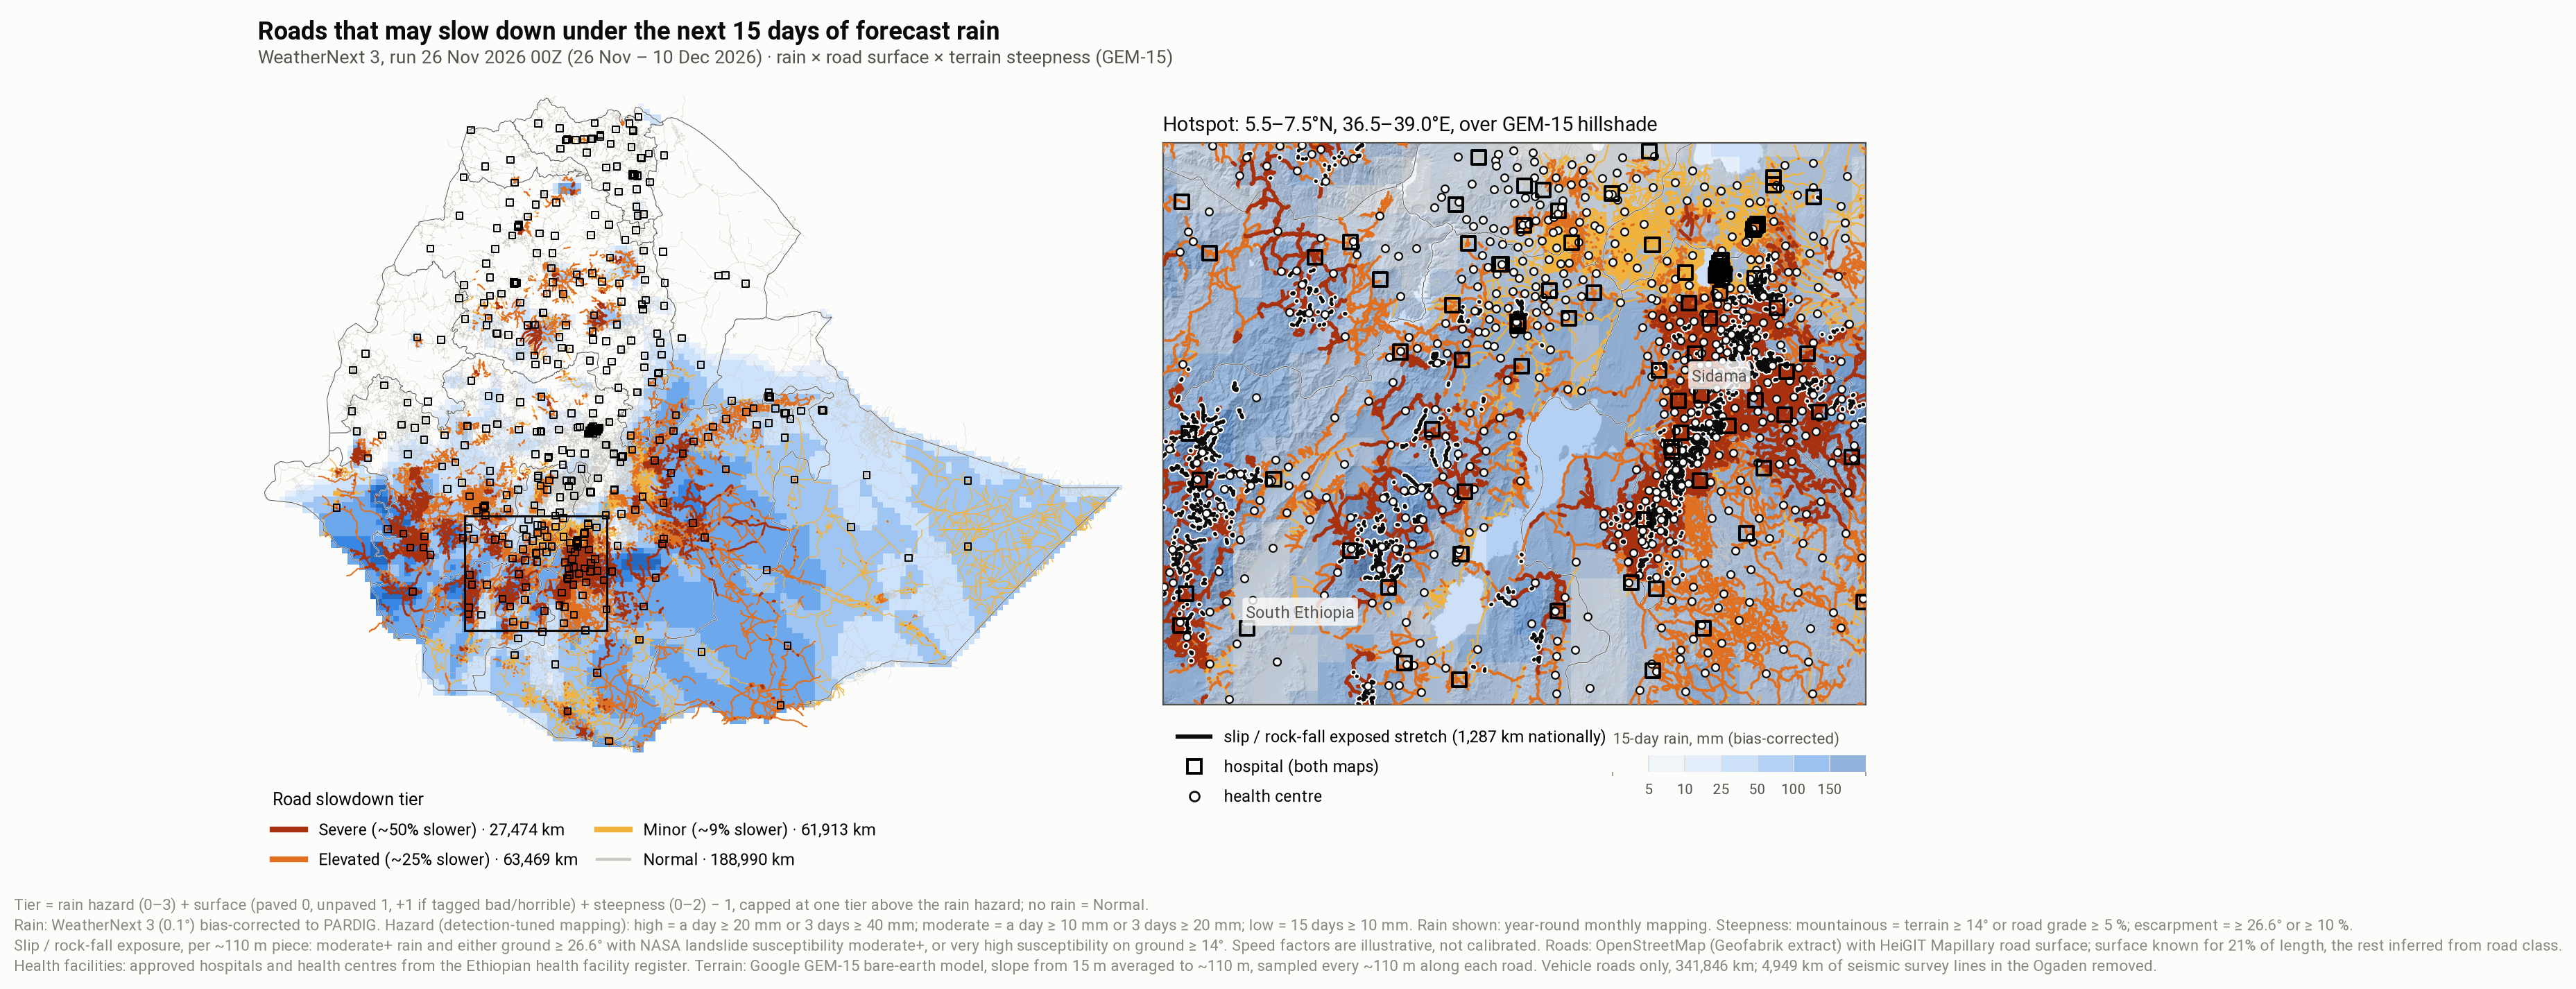 Roads that may slow down under the next 15 days of forecast rain
WeatherNext 3, run 26 Nov 2026 00Z (26 Nov – 10 Dec 2026) · rain × road surface × terrain steepness (GEM-15)
Hotspot: 5.5–7.5°N, 36.5–39.0°E, over GEM-15 hillshade
Sidama
South Ethiopia
slip / rock-fall exposed stretch (1,287 km nationally)
hospital (both maps)
health centre
15-day rain, mm (bias-corrected)
5 10 25 50 100 150
Road slowdown tier
Severe (~50% slower) · 27,474 km
Minor (~9% slower) · 61,913 km
Elevated (~25% slower) · 63,469 km
Normal · 188,990 km
Tier = rain hazard (0–3) + surface (paved 0, unpaved 1, +1 if tagged bad/horrible) + steepness (0–2) − 1, capped at one tier above the rain hazard; no rain = Normal.
Rain: WeatherNext 3 (0.1°) bias-corrected to PARDIG. Hazard (detection-tuned mapping): high = a day ≥ 20 mm or 3 days ≥ 40 mm; moderate = a day ≥ 10 mm or 3 days ≥ 20 mm; low = 15 days ≥ 10 mm. Rain shown: year-round monthly mapping. Steepness: mountainous = terrain ≥ 14° or road grade ≥ 5 %; escarpment = ≥ 26.6° or ≥ 10 %.
Slip / rock-fall exposure, per ~110 m piece: moderate+ rain and either ground ≥ 26.6° with NASA landslide susceptibility moderate+, or very high susceptibility on ground ≥ 14°. Speed factors are illustrative, not calibrated. Roads: OpenStreetMap (Geofabrik extract) with HeiGIT Mapillary road surface; surface known for 21% of length, the rest inferred from road class.
Health facilities: approved hospitals and health centres from the Ethiopian health facility register. Terrain: Google GEM-15 bare-earth model, slope from 15 m averaged to ~110 m, sampled every ~110 m along each road. Vehicle roads only, 341,846 km; 4,949 km of seismic survey lines in the Ogaden removed.